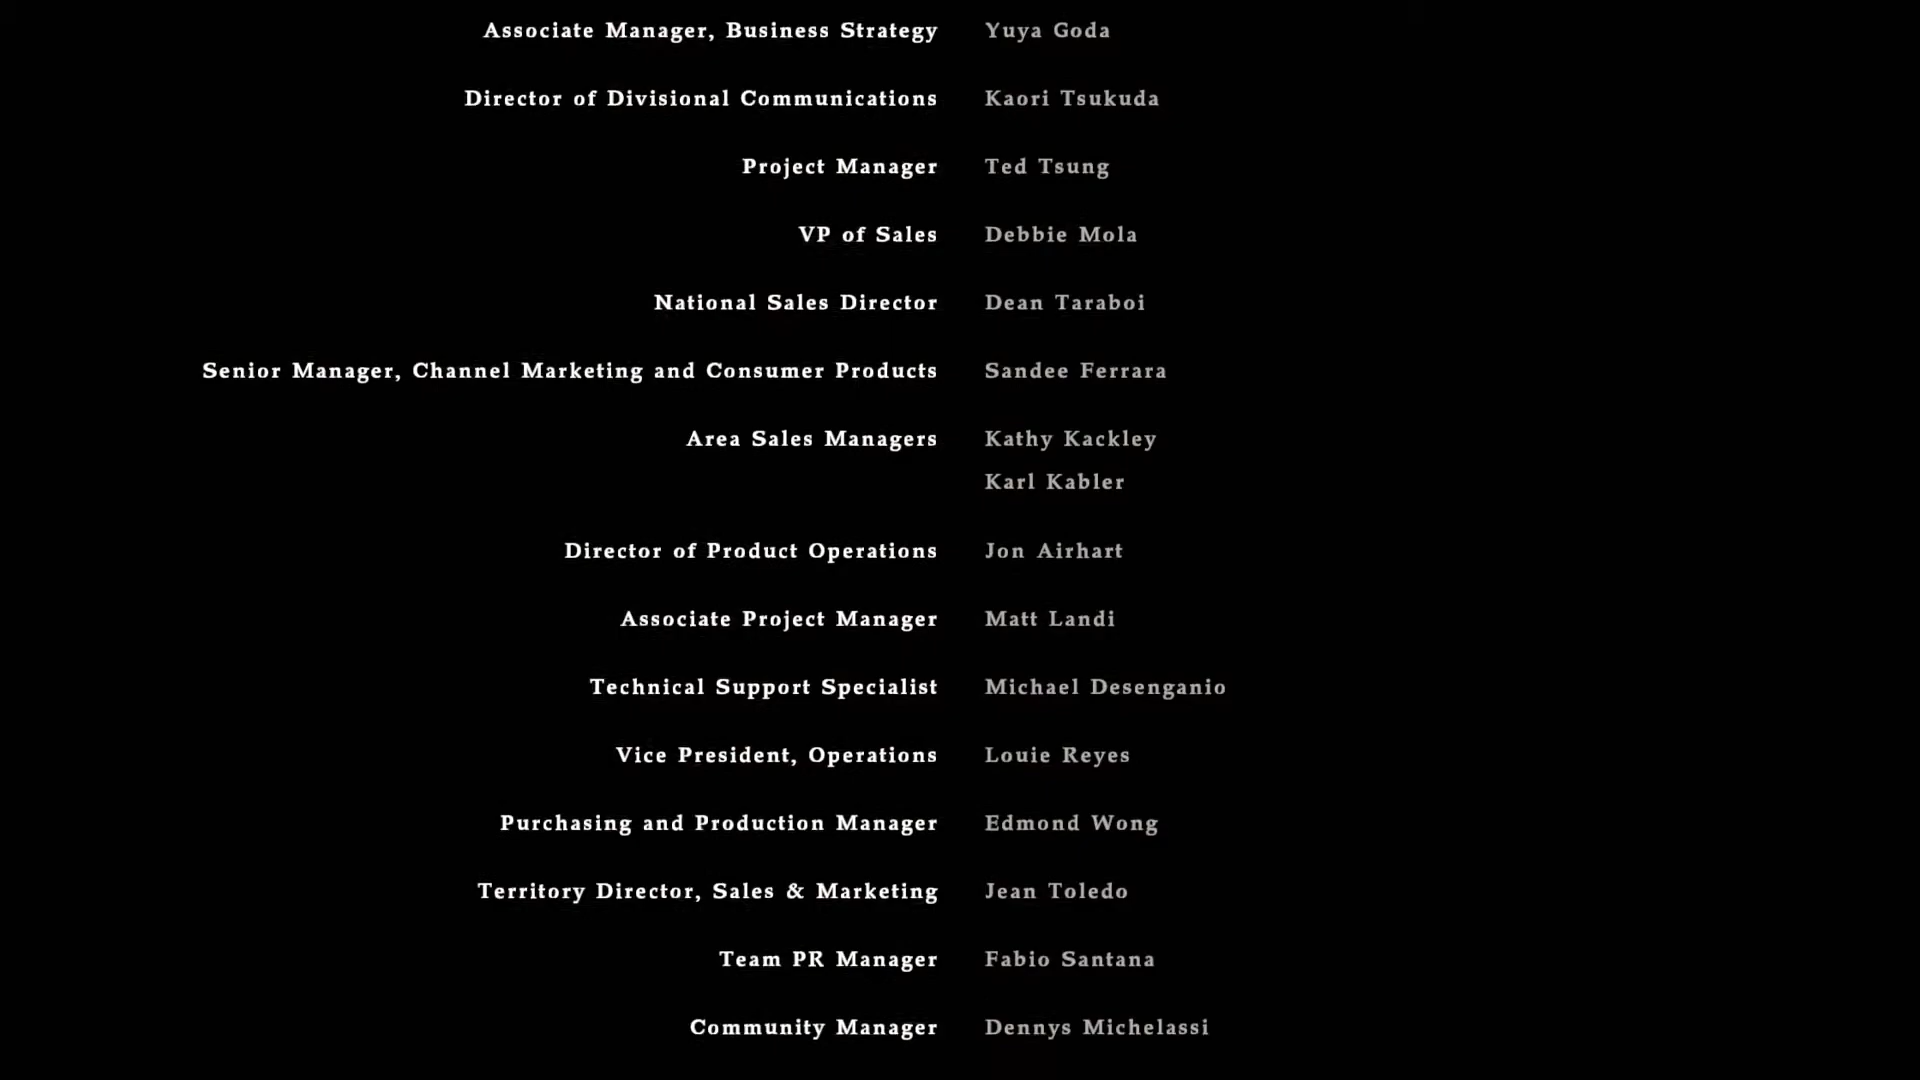 Associate Manager, Business Strategy Yuya Goda
Director of Divisional Communications Kaori Tsukuda
Project Manager Ted Tsung
VP of Sales Debbie Mola
National Sales Director Dean Taraboi
Senior Manager, Channel Marketing and Consumer Products Sandee Ferrara
Area Sales Managers Kathy Kackley
Karl Kabler
Director of Product Operations Jon Airhart
Associate Project Manager Matt Landi
Technical Support Specialist Michael Desenganio
Vice President, Operations Louie Reyes
Purchasing and Production Manager Edmond Wong
Territory Director, Sales & Marketing Jean Toledo
Team PR Manager Fabio Santana
Community Manager Dennys Michelassi